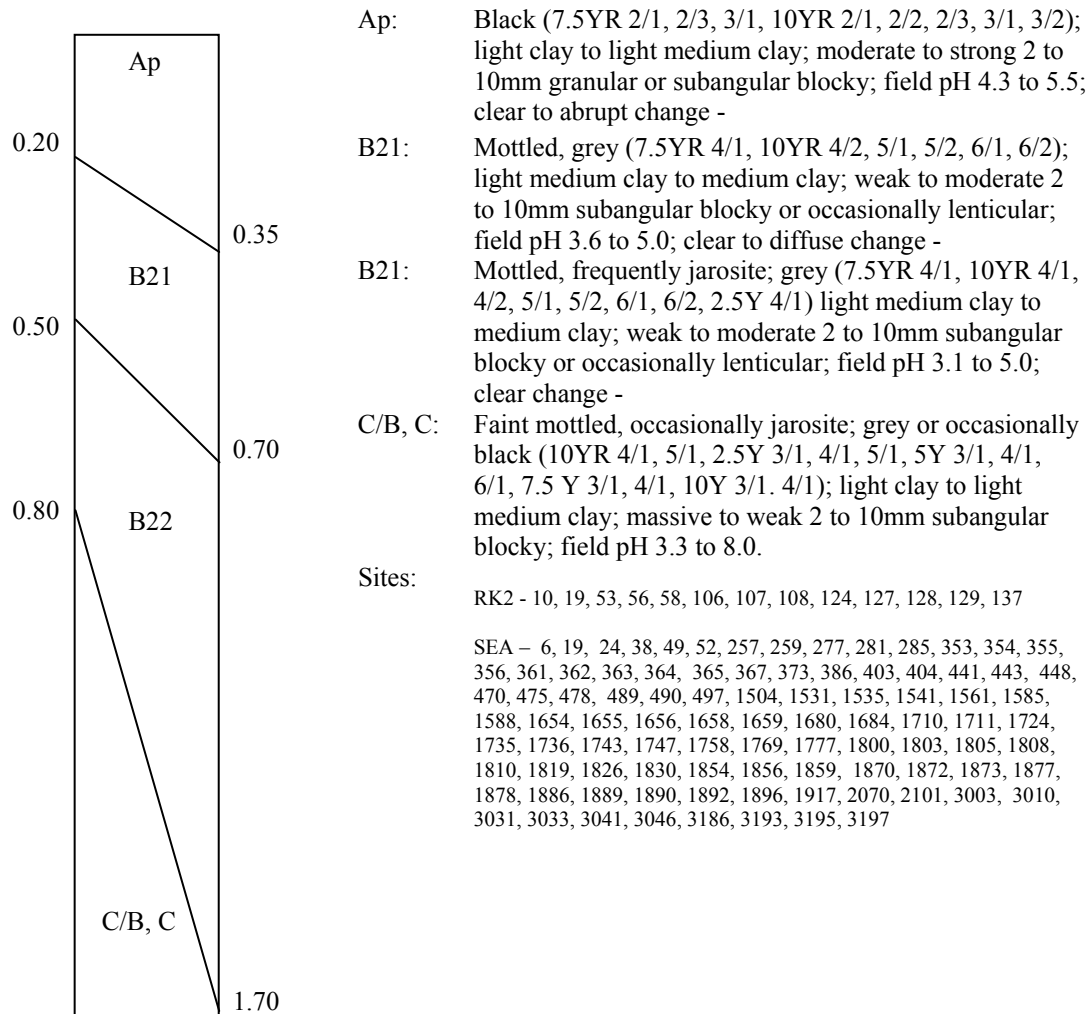 Ap
0.20
0.35
B21
0.50
0.70
0.80
B22
C/B, C
1.70
Ap: Black (7.5YR 2/1, 2/3, 3/1, 10YR 2/1, 2/2, 2/3, 3/1, 3/2);
light clay to light medium clay; moderate to strong 2 to
10mm granular or subangular blocky; field pH 4.3 to 5.5;
clear to abrupt change -
B21: Mottled, grey (7.5YR 4/1, 10YR 4/2, 5/1, 5/2, 6/1, 6/2);
light medium clay to medium clay; weak to moderate 2
to 10mm subangular blocky or occasionally lenticular;
field pH 3.6 to 5.0; clear to diffuse change -
B21: Mottled, frequently jarosite; grey (7.5YR 4/1, 10YR 4/1,
4/2, 5/1, 5/2, 6/1, 6/2, 2.5Y 4/1) light medium clay to
medium clay; weak to moderate 2 to 10mm subangular
blocky or occasionally lenticular; field pH 3.1 to 5.0;
clear change -
C/B, C: Faint mottled, occasionally jarosite; grey or occasionally
black (10YR 4/1, 5/1, 2.5Y 3/1, 4/1, 5/1, 5Y 3/1, 4/1,
6/1, 7.5 Y 3/1, 4/1, 10Y 3/1. 4/1); light clay to light
medium clay; massive to weak 2 to 10mm subangular
blocky; field pH 3.3 to 8.0.
Sites:
RK2 - 10, 19, 53, 56, 58, 106, 107, 108, 124, 127, 128, 129, 137
SEA – 6, 19, 24, 38, 49, 52, 257, 259, 277, 281, 285, 353, 354, 355,
356, 361, 362, 363, 364, 365, 367, 373, 386, 403, 404, 441, 443, 448,
470, 475, 478, 489, 490, 497, 1504, 1531, 1535, 1541, 1561, 1585,
1588, 1654, 1655, 1656, 1658, 1659, 1680, 1684, 1710, 1711, 1724,
1735, 1736, 1743, 1747, 1758, 1769, 1777, 1800, 1803, 1805, 1808,
1810, 1819, 1826, 1830, 1854, 1856, 1859, 1870, 1872, 1873, 1877,
1878, 1886, 1889, 1890, 1892, 1896, 1917, 2070, 2101, 3003, 3010,
3031, 3033, 3041, 3046, 3186, 3193, 3195, 3197